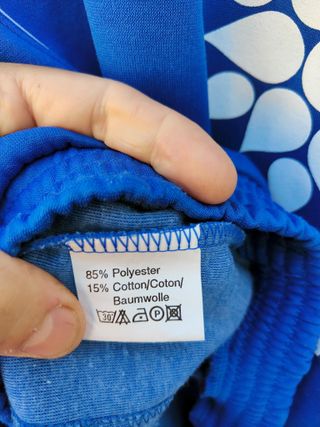 85% Polyester
15% Cotton/Coton/
Baumwolle
30